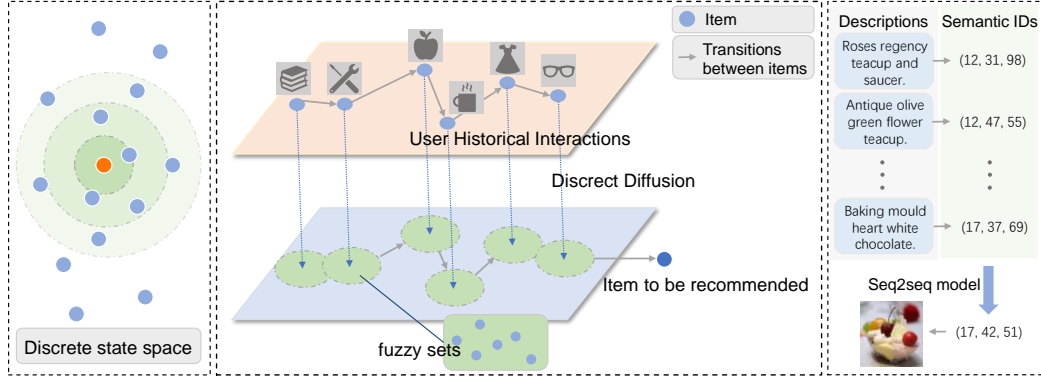 Discrete state space
Item
Transitions
between items
User Historical Interactions
Discrect Diffusion
Item to be recommended
fuzzy sets
Descriptions
Semantic IDs
Roses regency
teacup and
saucer.
(12, 31, 98)
Antique olive
green flower
teacup.
(12, 47, 55)
Baking mould
heart white
chocolate.
(17, 37, 69)
Seq2seq model
(17, 42, 51)